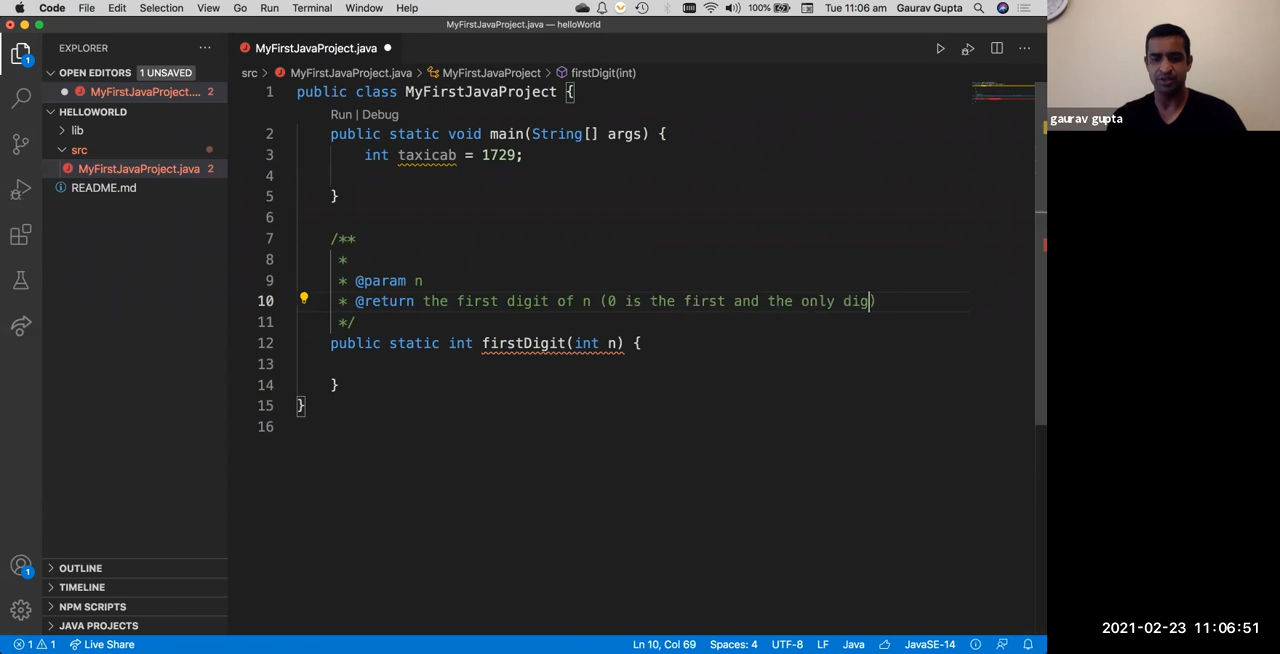 Code File Edit Selection View Go Run Terminal Window Help 100% Tue 11:06 am Gaurav Gupta
MyFirstJavaProject.java — helloWorld
EXPLORER ...
MyFirstJavaProject.java ●
OPEN EDITORS 1 UNSAVED
MyFirstJavaProject.... 2
HELLOWORLD
lib
src
MyFirstJavaProject.java 2
README.md
OUTLINE
TIMELINE
NPM SCRIPTS
JAVA PROJECTS
src > MyFirstJavaProject.java > MyFirstJavaProject > firstDigit(int)
1 public class MyFirstJavaProject {
Run | Debug
2 public static void main(String[] args) {
3 int taxicab = 1729;
4
5 }
6
7 /**
8 *
9 * @param n
10 * @return the first digit of n (0 is the first and the only dig)
11 */
12 public static int firstDigit(int n) {
13
14 }
15 }
16
1 1 Live Share
Ln 10, Col 69 Spaces: 4 UTF-8 LF Java JavaSE-14
gaurav gupta
2021-02-23 11:06:51